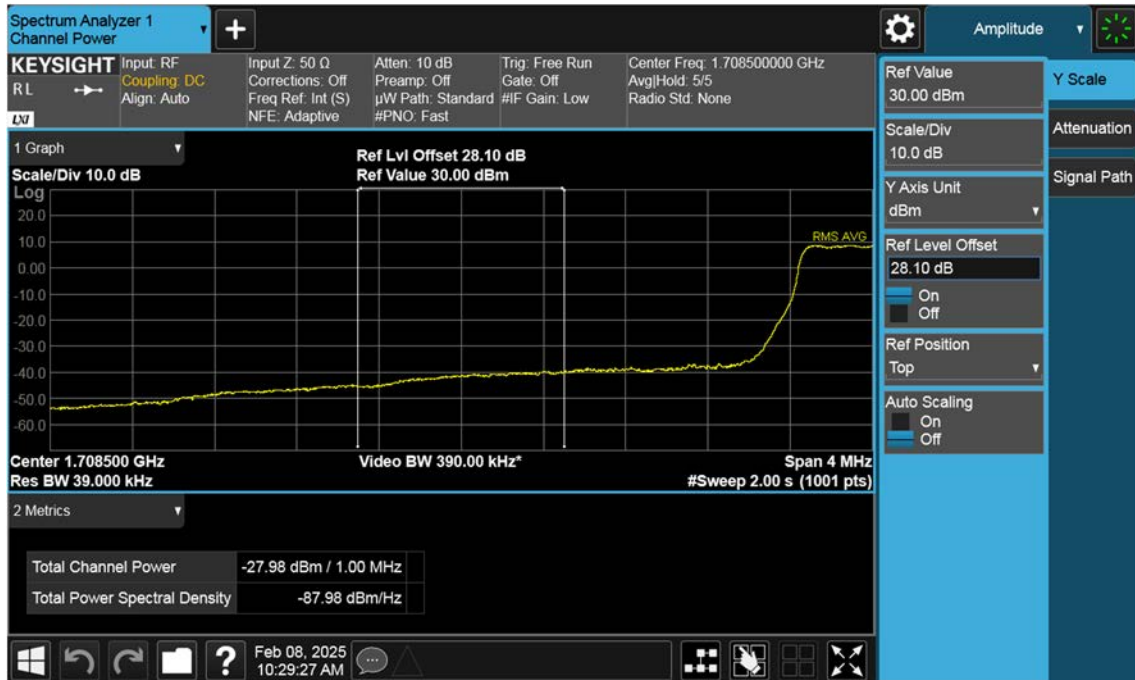 Spectrum Analyzer 1
Channel Power
+
Amplitude
KEYSIGHT
R L
LXI
Input: RF
Coupling: DC
Align: Auto
Input Z: 50 Ω
Corrections: Off
Freq Ref: Int (S)
NFE: Adaptive
Atten: 10 dB
Preamp: Off
µW Path: Standard
#PNO: Fast
Trig: Free Run
Gate: Off
#IF Gain: Low
Center Freq: 1.708500000 GHz
Avg|Hold: 5/5
Radio Std: None
1 Graph
Scale/Div 10.0 dB
Ref Lvl Offset 28.10 dB
Ref Value 30.00 dBm
Log
20.0
10.0
0.00
-10.0
-20.0
-30.0
-40.0
-50.0
-60.0
RMS AVG
Center 1.708500 GHz
Res BW 39.000 kHz
Video BW 390.00 kHz*
Span 4 MHz
#Sweep 2.00 s (1001 pts)
2 Metrics
Total Channel Power -27.98 dBm / 1.00 MHz
Total Power Spectral Density -87.98 dBm/Hz
Ref Value
30.00 dBm
Scale/Div
10.0 dB
Y Axis Unit
dBm
Ref Level Offset
28.10 dB
On
Off
Ref Position
Top
Auto Scaling
On
Off
Y Scale
Attenuation
Signal Path
?
Feb 08, 2025
10:29:27 AM